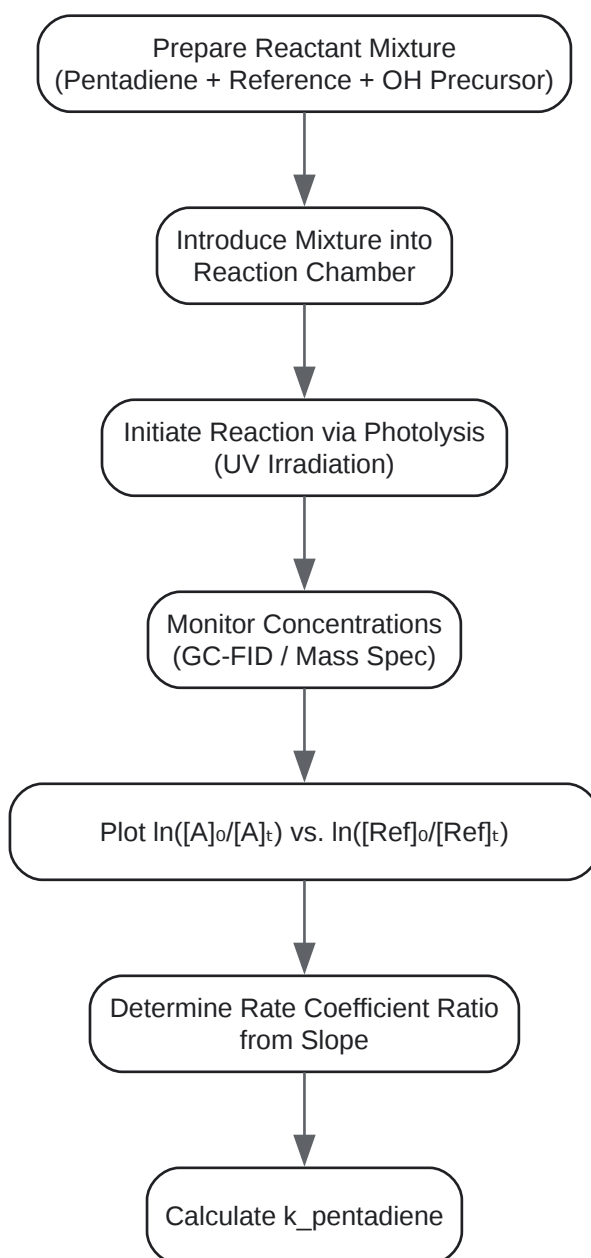 Prepare Reactant Mixture
(Pentadiene + Reference + OH Precursor)
Introduce Mixture into
Reaction Chamber
Initiate Reaction via Photolysis
(UV Irradiation)
Monitor Concentrations
(GC-FID / Mass Spec)
Plot ln([A]₀/[A]ₜ) vs. ln([Ref]₀/[Ref]ₜ)
Determine Rate Coefficient Ratio
from Slope
Calculate k_pentadiene